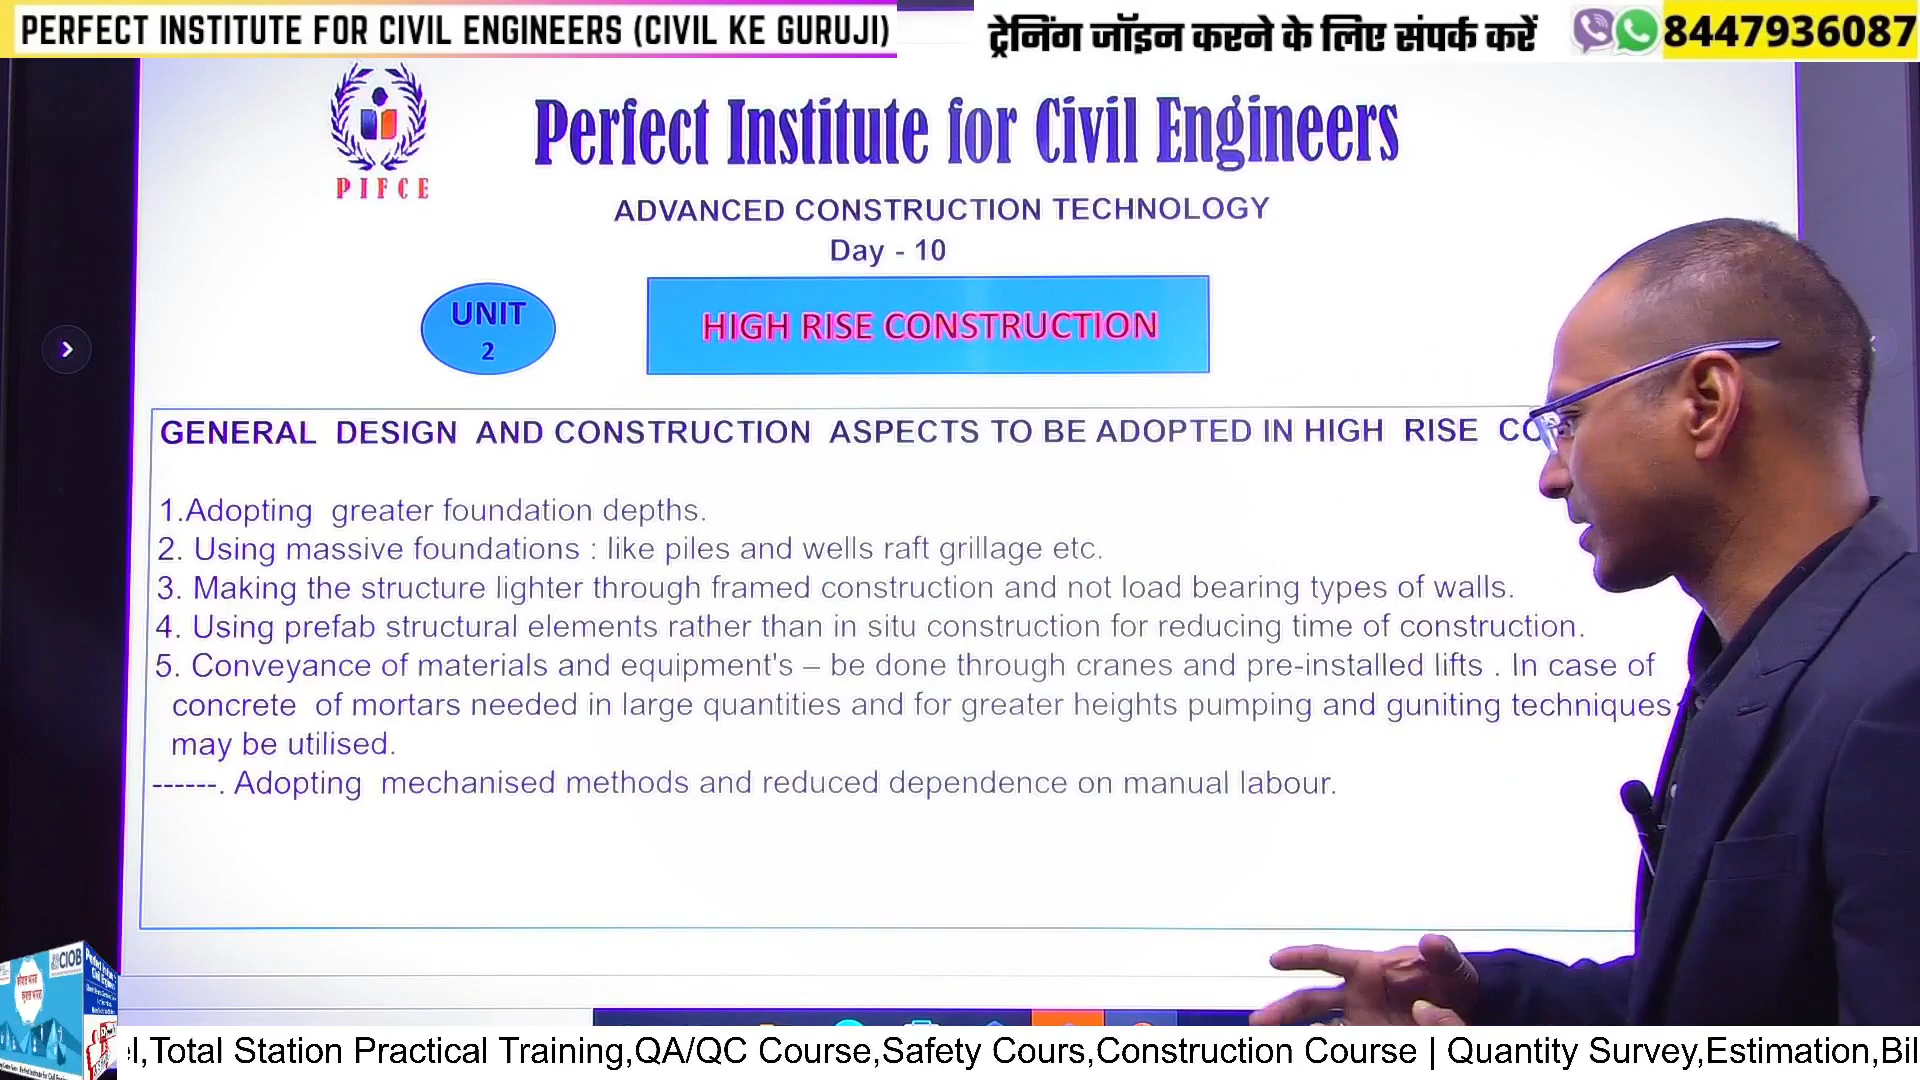 PERFECT INSTITUTE FOR CIVIL ENGINEERS (CIVIL KE GURUJI)
ट्रेनिंग जॉइन करने के लिए संपर्क करें
8447936087
PIFCE
Perfect Institute for Civil Engineers
ADVANCED CONSTRUCTION TECHNOLOGY
Day - 10
UNIT
2
HIGH RISE CONSTRUCTION
GENERAL DESIGN AND CONSTRUCTION ASPECTS TO BE ADOPTED IN HIGH RISE CO
1.Adopting greater foundation depths.
2. Using massive foundations : like piles and wells raft grillage etc.
3. Making the structure lighter through framed construction and not load bearing types of walls.
4. Using prefab structural elements rather than in situ construction for reducing time of construction.
5. Conveyance of materials and equipment's – be done through cranes and pre-installed lifts . In case of
concrete of mortars needed in large quantities and for greater heights pumping and guniting techniques
may be utilised.
------. Adopting mechanised methods and reduced dependence on manual labour.
CIOB
el,Total Station Practical Training,QA/QC Course,Safety Cours,Construction Course | Quantity Survey,Estimation,Bil